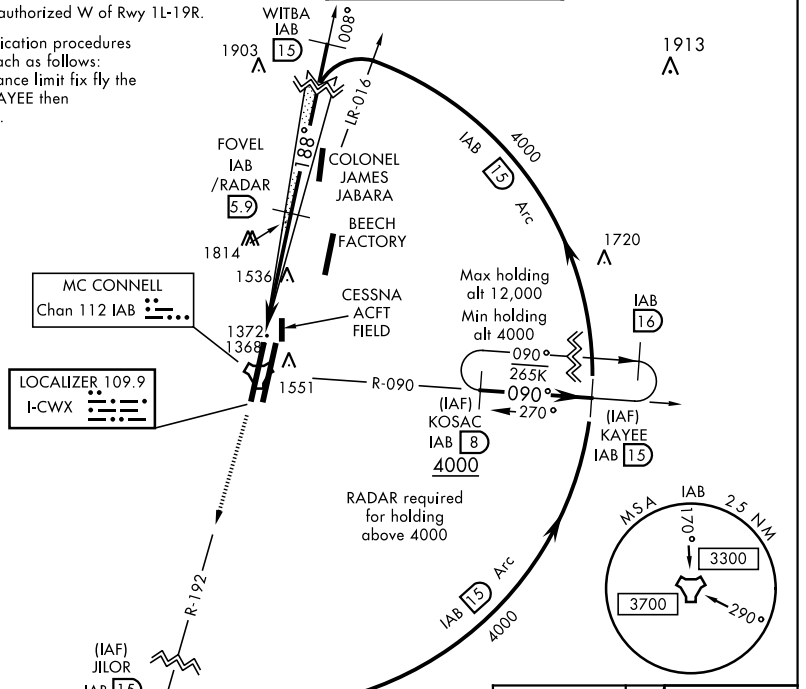 authorized W of Rwy 1L-19R.
ication procedures
ach as follows:
ance limit fix fly the
AYEE then
WITBA
IAB
15
008°
1903
1913
LR-016
188°
FOVEL
IAB
/RADAR
5.9
COLONEL
JAMES
JABARA
IAB 15 Arc
4000
BEECH
FACTORY
1814
1536
1720
MC CONNELL
Chan 112 IAB
CESSNA
ACFT
FIELD
Max holding
alt 12,000
Min holding
alt 4000
IAB
16
1372
1368
1551
LOCALIZER 109.9
I-CWX
R-090
090°
265K
090°
270°
(IAF)
KOSAC
IAB 8
4000
(IAF)
KAYEE
IAB 15
RADAR required
for holding
above 4000
MSA IAB 25 NM
170°
3300
3700
290°
IAB 15 Arc
4000
R-192
(IAF)
JILOR
IAB 15